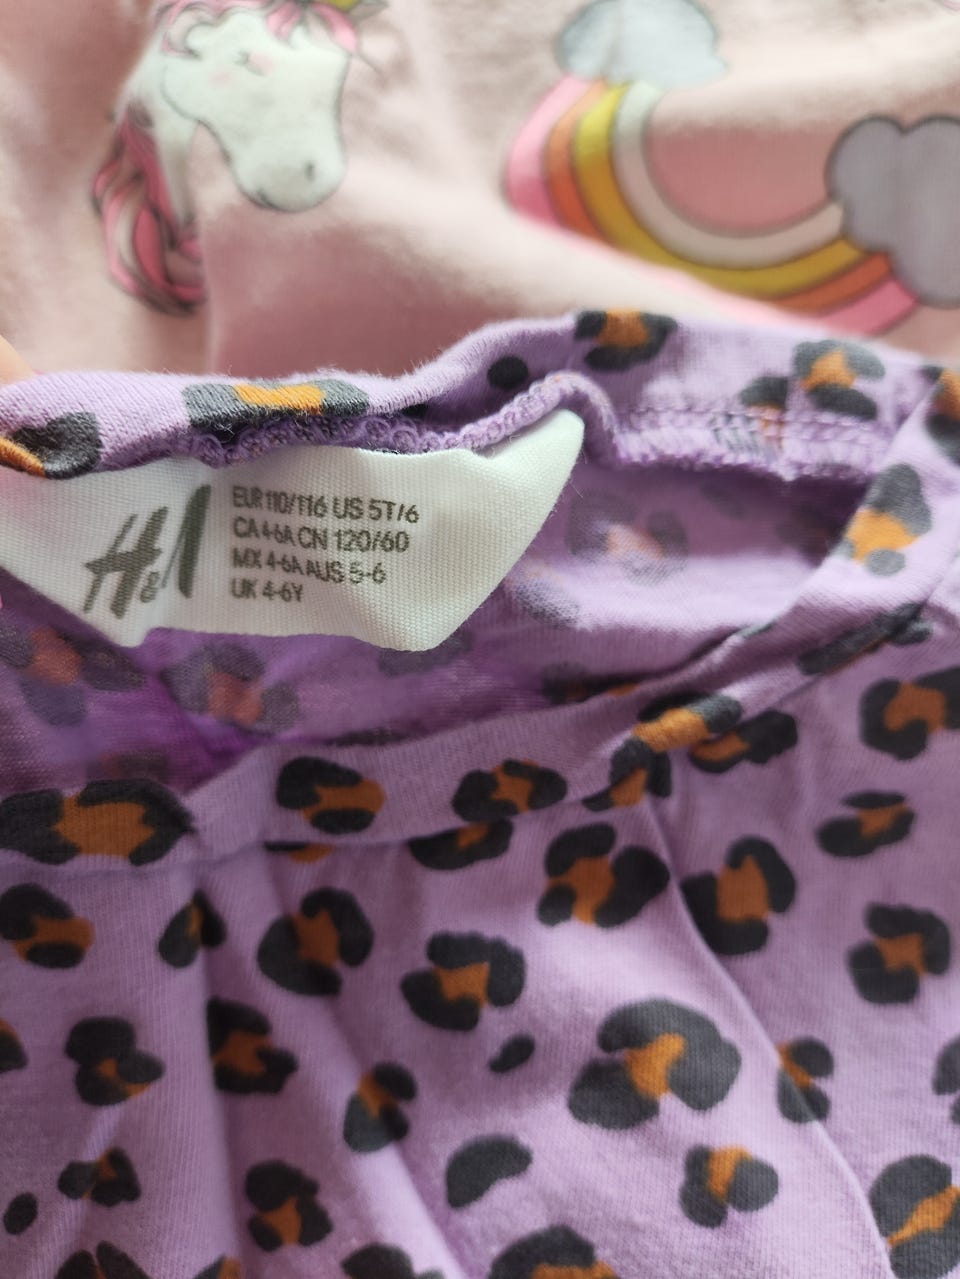 H&M
EUR 110/116 US 5T/6
CA 4-6A CN 120/60
MX 4-6A AUS 5-6
UK 4-6Y